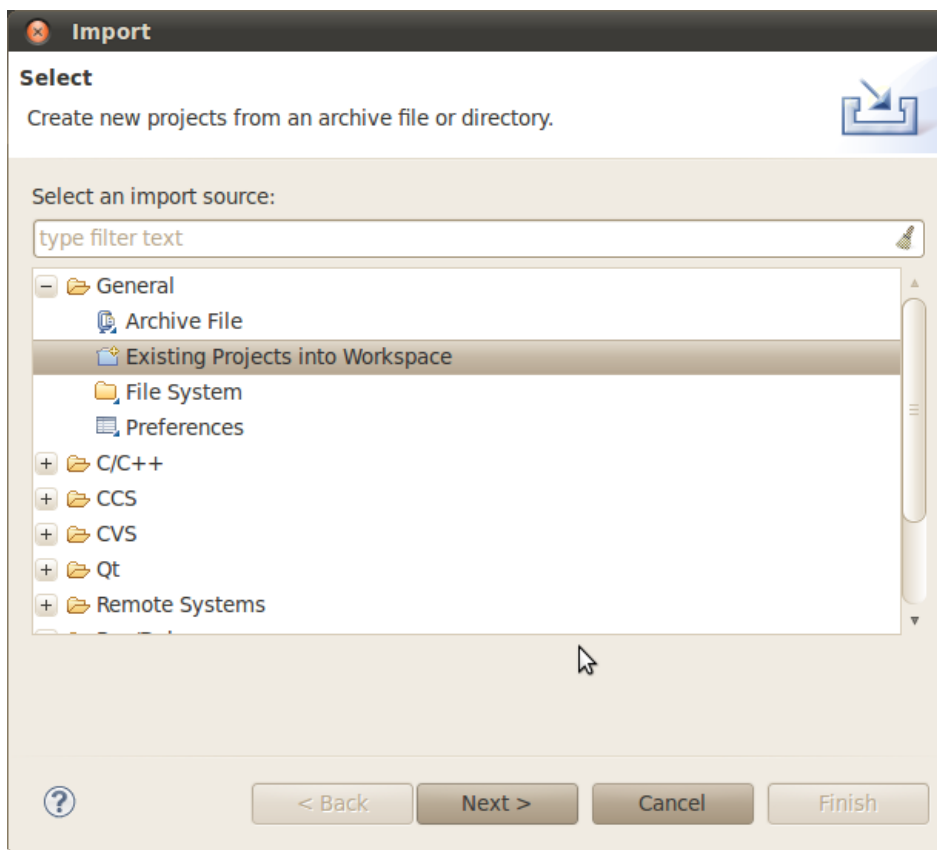 Import
Select
Create new projects from an archive file or directory.
Select an import source:
type filter text
General
Archive File
Existing Projects into Workspace
File System
Preferences
C/C++
CCS
CVS
Qt
Remote Systems
?
< Back Next > Cancel Finish